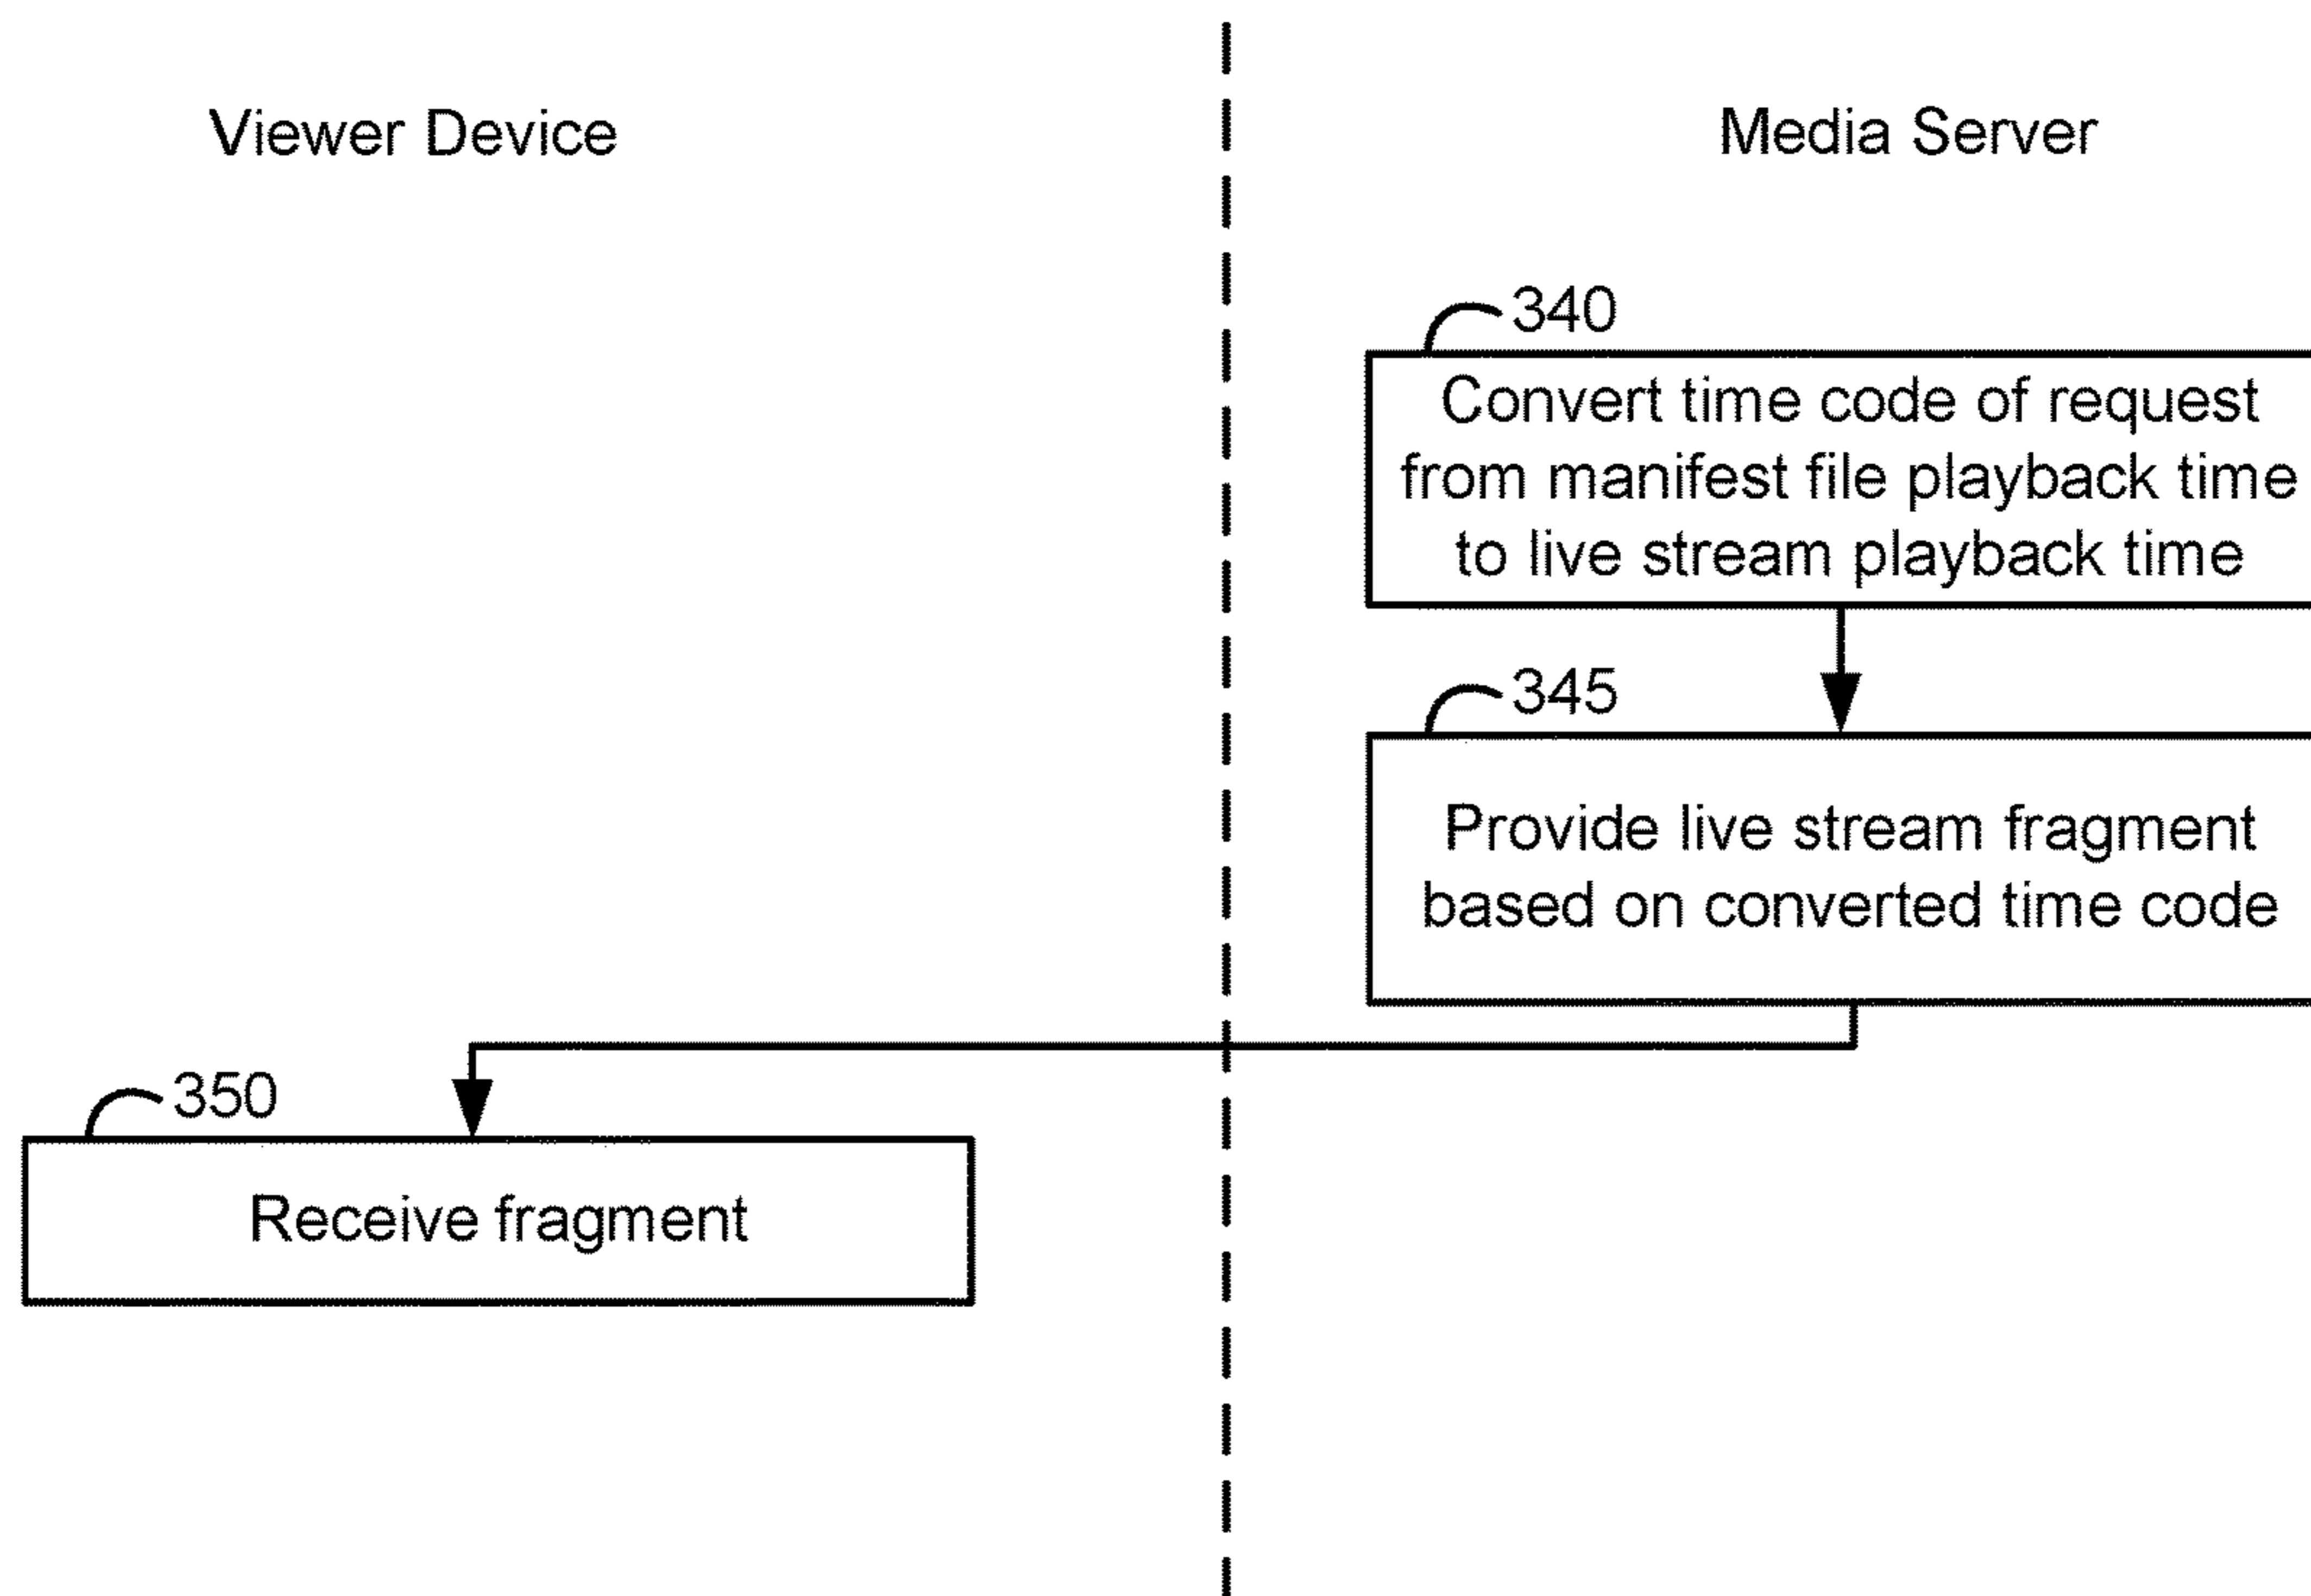 Viewer Device
Media Server
340
Convert time code of request
from manifest file playback time
to live stream playback time
345
Provide live stream fragment
based on converted time code
350
Receive fragment